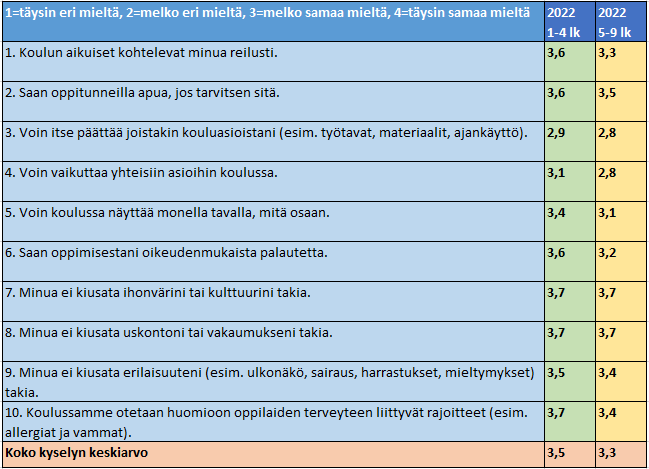 1=täysin eri mieltä, 2=melko eri mieltä, 3=melko samaa mieltä, 4=täysin samaa mieltä 2022 2022
1-4 lk 5-9 lk
1. Koulun aikuiset kohtelevat minua reilusti. 3,6 3,3
2. Saan oppitunneilla apua, jos tarvitsen sitä. 3,6 3,5
3. Voin itse päättää joistakin kouluasioistani (esim. työtavat, materiaalit, ajankäyttö). 2,9 2,8
4. Voin vaikuttaa yhteisiin asioihin koulussa. 3,1 2,8
5. Voin koulussa näyttää monella tavalla, mitä osaan. 3,4 3,1
6. Saan oppimisestani oikeudenmukaista palautetta. 3,6 3,2
7. Minua ei kiusata ihonvärini tai kulttuurini takia. 3,7 3,7
8. Minua ei kiusata uskontoni tai vakaumukseni takia. 3,7 3,7
9. Minua ei kiusata erilaisuuteni (esim. ulkonäkö, sairaus, harrastukset, mieltymykset) 3,5 3,4
takia.
10. Koulussamme otetaan huomioon oppilaiden terveyteen liittyvät rajoitteet (esim. 3,7 3,4
allergiat ja vammat).
Koko kyselyn keskiarvo 3,5 3,3